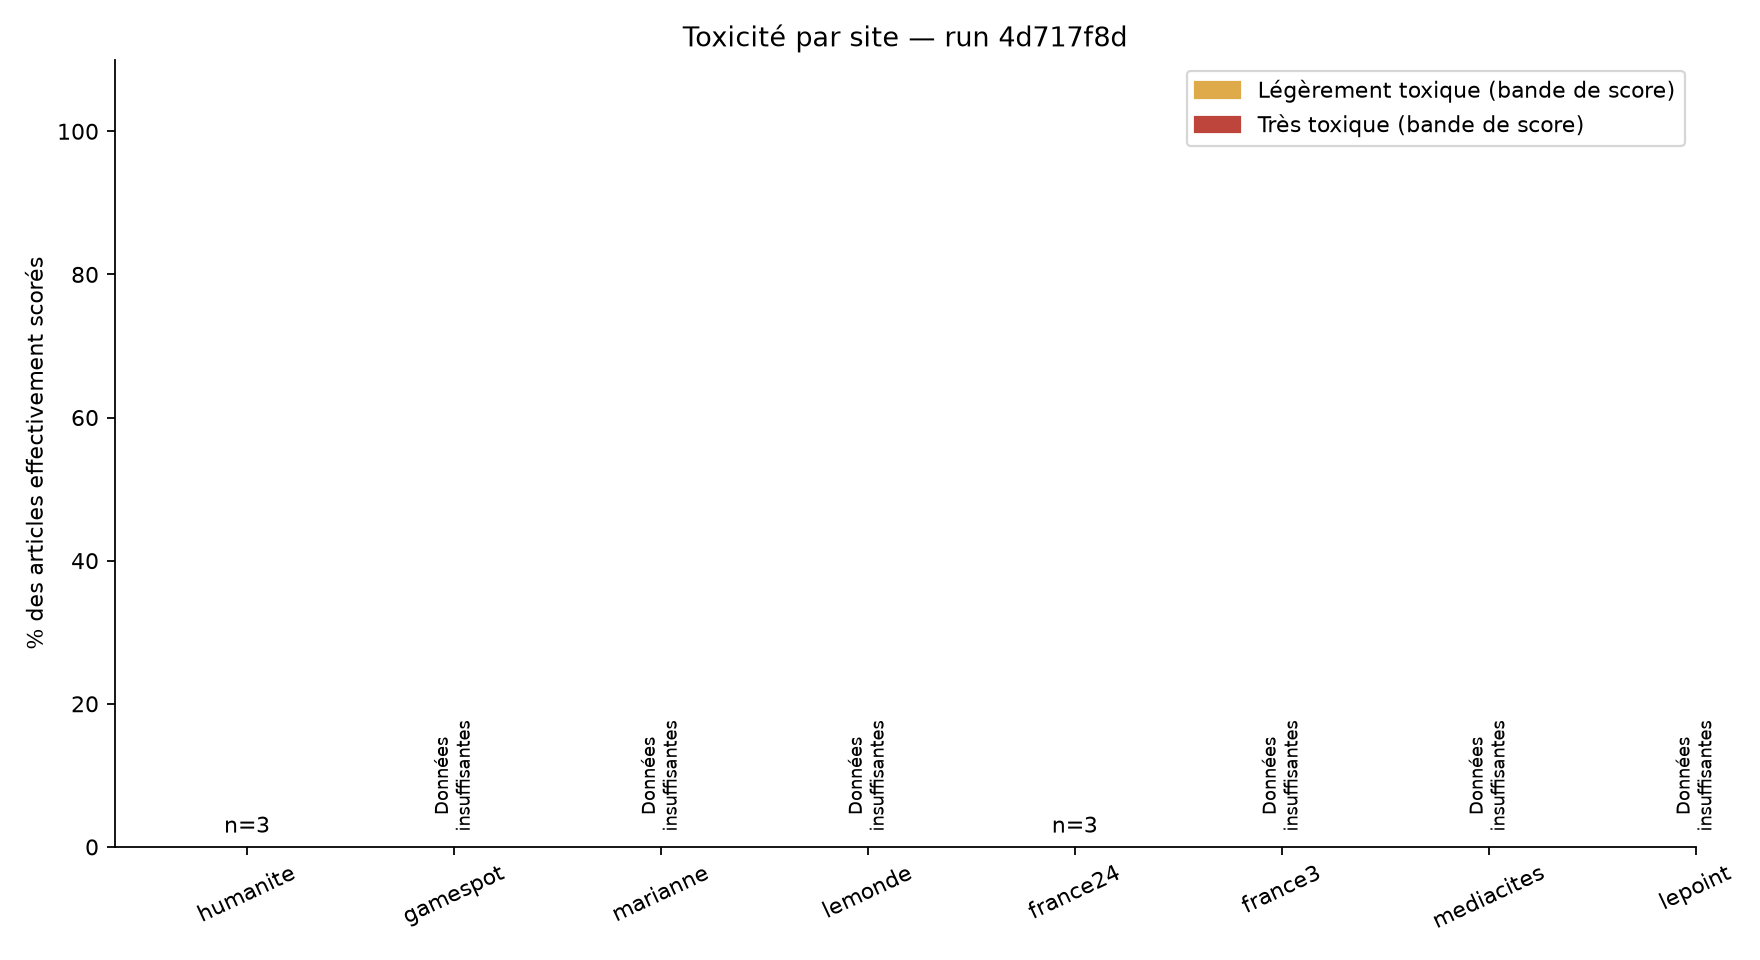 Toxicité par site — run 4d717f8d
Légèrement toxique (bande de score)
Très toxique (bande de score)
% des articles effectivement scorés
100
80
60
40
20
0
n=3
Données
insuffisantes
Données
insuffisantes
Données
insuffisantes
n=3
Données
insuffisantes
Données
insuffisantes
Données
insuffisantes
humanite
gamespot
marianne
lemonde
france24
france3
mediacites
lepoint